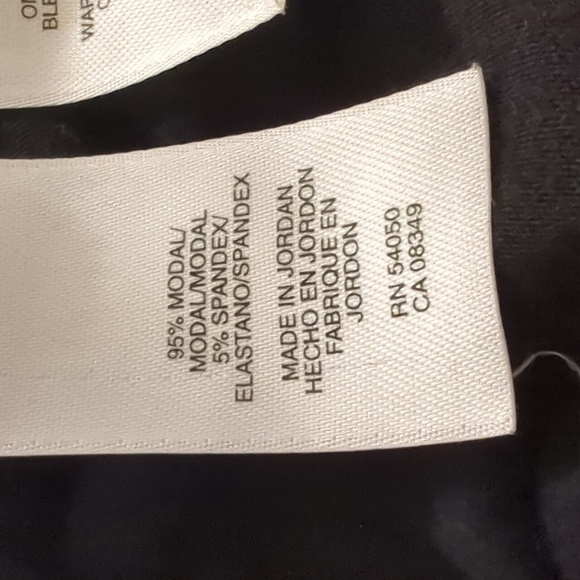 95% MODAL/
MODAL/MODAL
5% SPANDEX/
ELASTANO/SPANDEX
MADE IN JORDAN
HECHO EN JORDON
FABRIQUE EN
JORDON
RN 54050
CA 08349